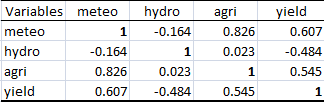 Variables meteo hydro agri yield
meteo 1 -0.164 0.826 0.607
hydro -0.164 1 0.023 -0.484
agri 0.826 0.023 1 0.545
yield 0.607 -0.484 0.545 1